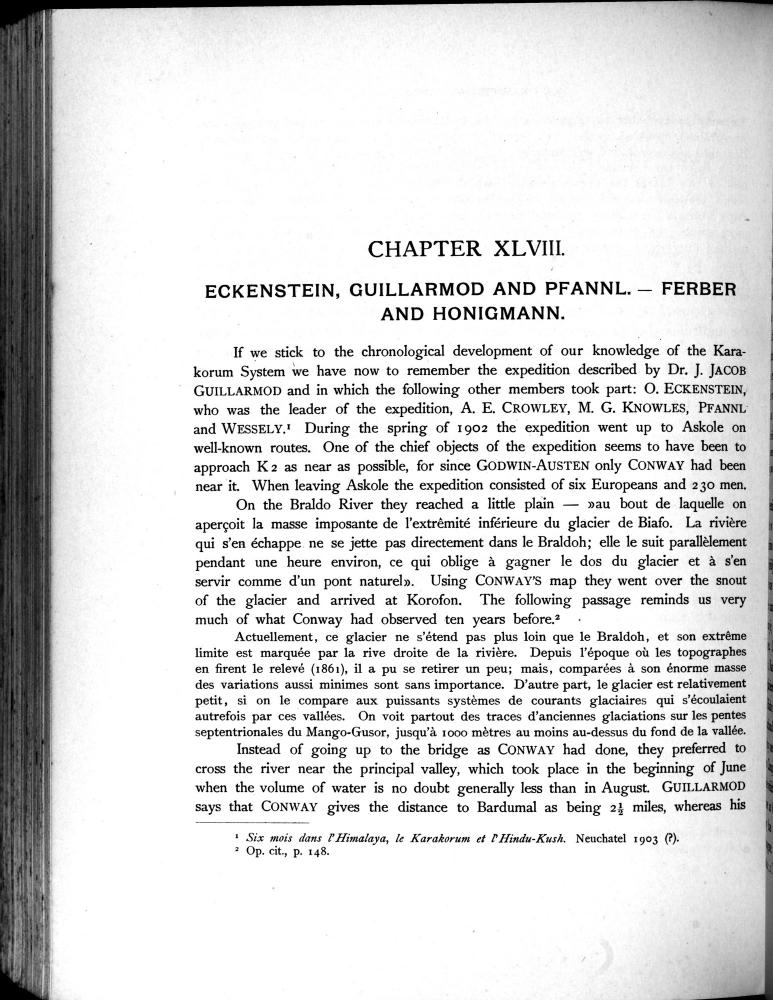 CHAPTER XLVIII.
ECKENSTEIN, GUILLARMOD AND PFANNL. — FERBER
AND HONIGMANN.
If we stick to the chronological development of our knowledge of the Kara-
korum System we have now to remember the expedition described by Dr. J. JACOB
GUILLARMOD and in which the following other members took part: O. ECKENSTEIN,
who was the leader of the expedition, A. E. CROWLEY, M. G. KNOWLES, PFANNL
and WESSELY.¹ During the spring of 1902 the expedition went up to Askole on
well-known routes. One of the chief objects of the expedition seems to have been to
approach K 2 as near as possible, for since GODWIN-AUSTEN only CONWAY had been
near it. When leaving Askole the expedition consisted of six Europeans and 230 men.
On the Braldo River they reached a little plain — »au bout de laquelle on
aperçoit la masse imposante de l'extrêmité inférieure du glacier de Biafo. La rivière
qui s'en échappe ne se jette pas directement dans le Braldoh; elle le suit parallèlement
pendant une heure environ, ce qui oblige à gagner le dos du glacier et à s'en
servir comme d'un pont naturel». Using CONWAY'S map they went over the snout
of the glacier and arrived at Korofon. The following passage reminds us very
much of what Conway had observed ten years before.²
Actuellement, ce glacier ne s'étend pas plus loin que le Braldoh, et son extrême
limite est marquée par la rive droite de la rivière. Depuis l'époque où les topographes
en firent le relevé (1861), il a pu se retirer un peu; mais, comparées à son énorme masse
des variations aussi minimes sont sans importance. D'autre part, le glacier est relativement
petit, si on le compare aux puissants systèmes de courants glaciaires qui s'écoulaient
autrefois par ces vallées. On voit partout des traces d'anciennes glaciations sur les pentes
septentrionales du Mango-Gusor, jusqu'à 1000 mètres au moins au-dessus du fond de la vallée.
Instead of going up to the bridge as CONWAY had done, they preferred to
cross the river near the principal valley, which took place in the beginning of June
when the volume of water is no doubt generally less than in August. GUILLARMOD
says that CONWAY gives the distance to Bardumal as being 2½ miles, whereas his
¹ Six mois dans l'Himalaya, le Karakorum et l'Hindu-Kush. Neuchatel 1903 (?).
² Op. cit., p. 148.